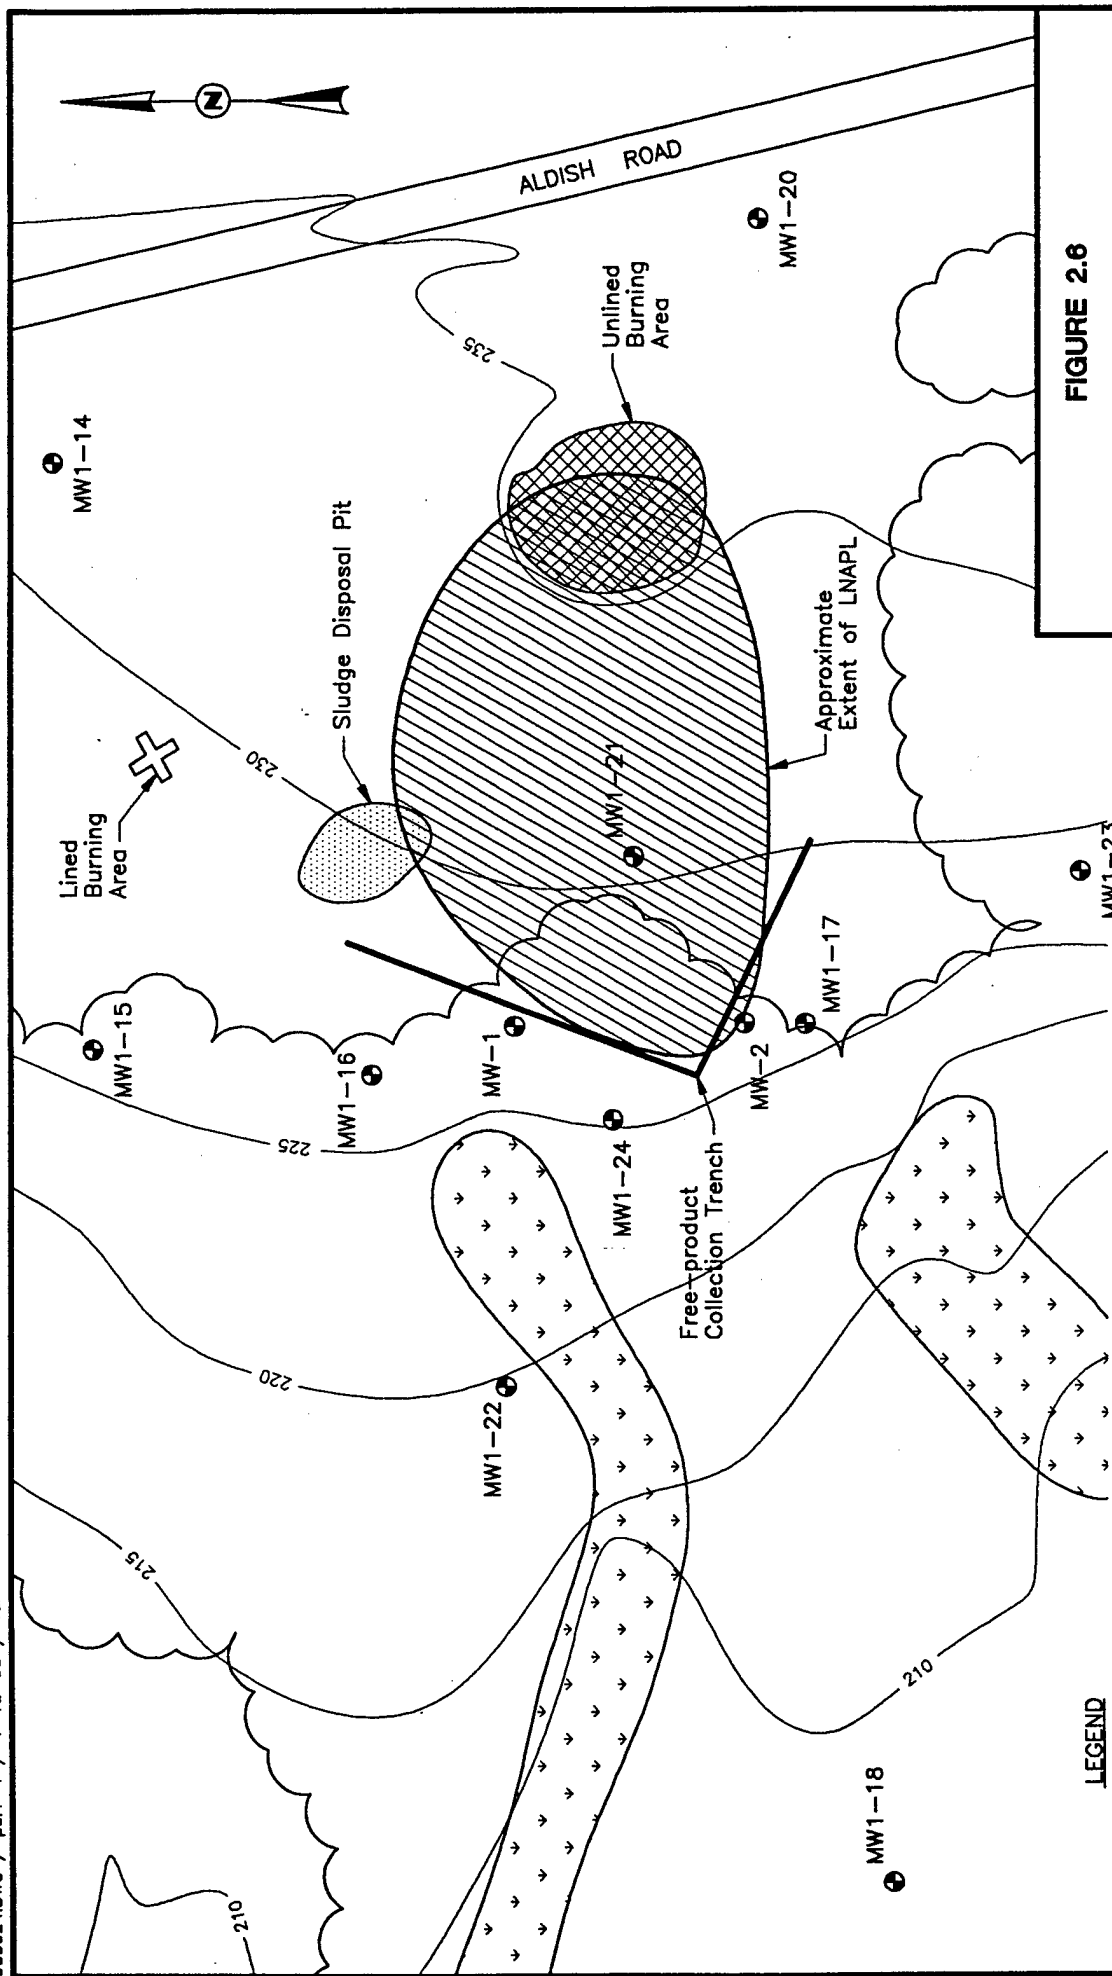 N
ALDISH ROAD
MW1-20
MW1-14
235
Unlined
Burning
Area
Sludge Disposal Pit
Lined
Burning
Area
230
MW1-21
Approximate
Extent of LNAPL
MW1-15
MW1-16
MW-1
MW1-24
MW-2
MW1-17
MW1-23
225
Free-product
Collection Trench
220
MW1-22
215
210
210
MW1-18
LEGEND
FIGURE 2.6